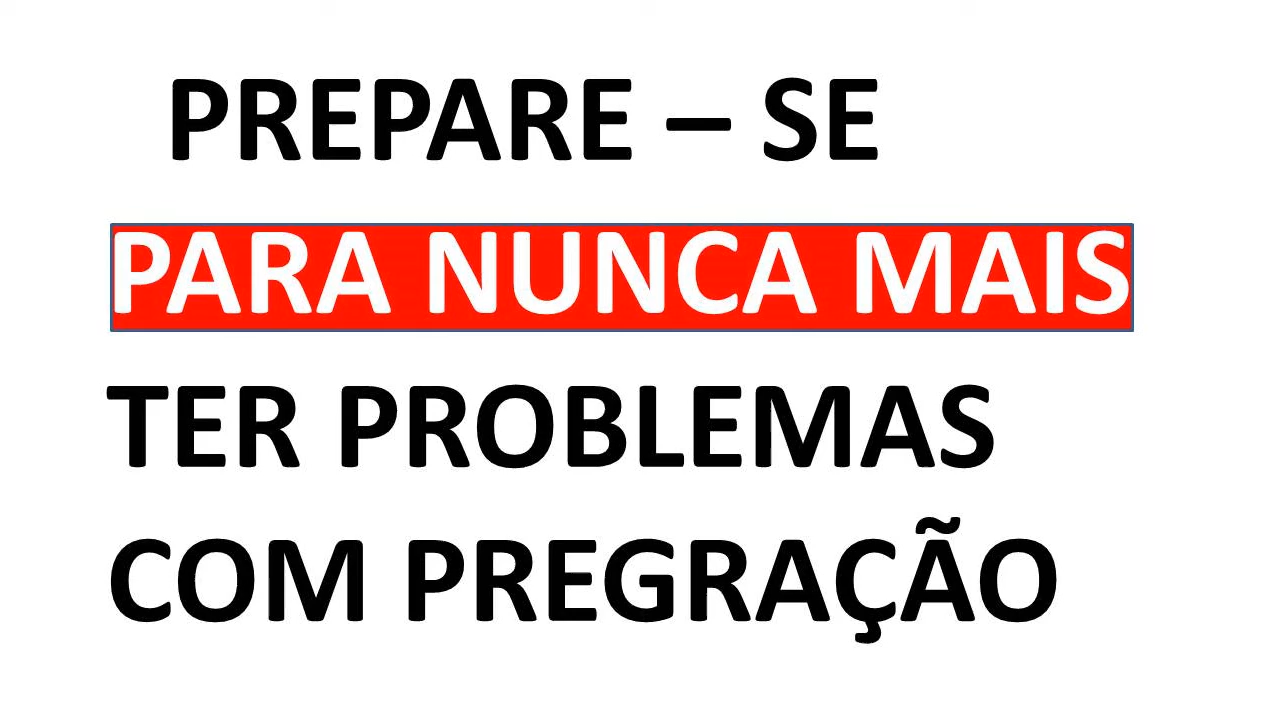 PREPARE – SE
PARA NUNCA MAIS
TER PROBLEMAS
COM PREGRAÇÃO